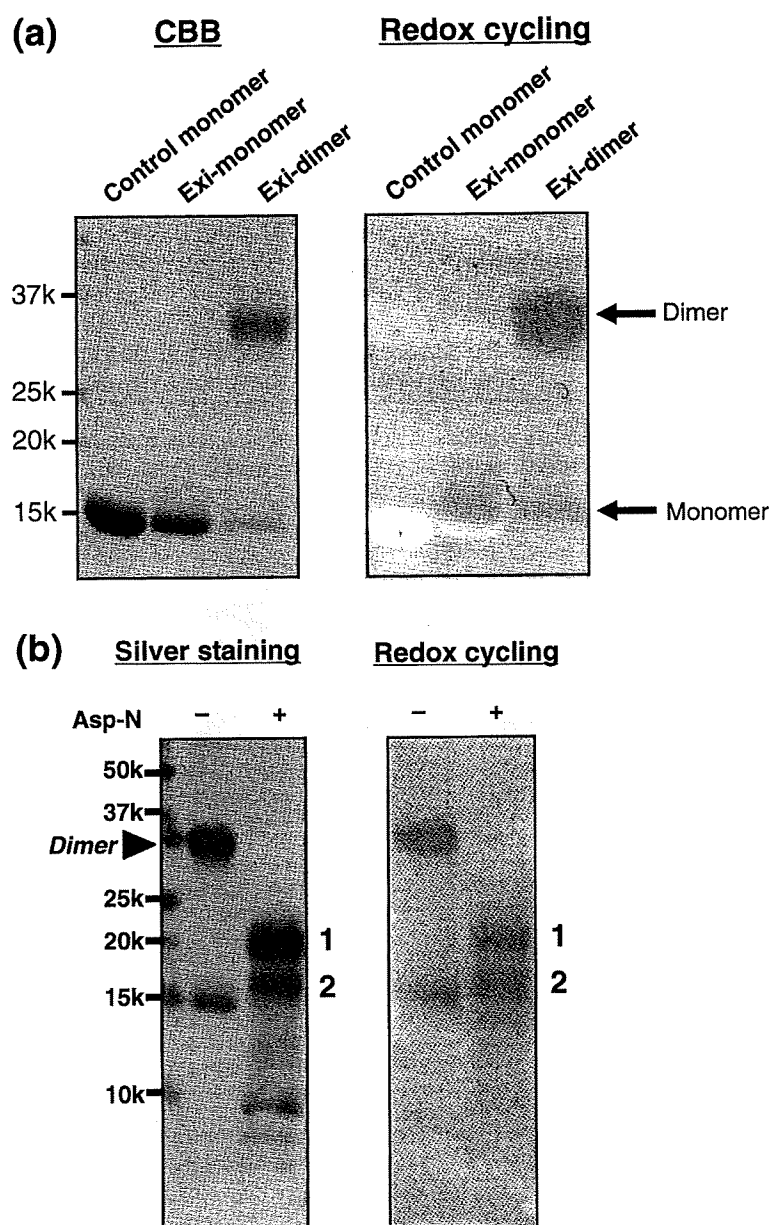 (a) CBB Redox cycling
Control monomer Exi-monomer Exi-dimer Control monomer Exi-monomer Exi-dimer
37k
Dimer
25k
20k
15k
Monomer
(b) Silver staining Redox cycling
Asp-N – + – +
50k
37k
Dimer
25k
20k 1 1
2 2
15k
10k